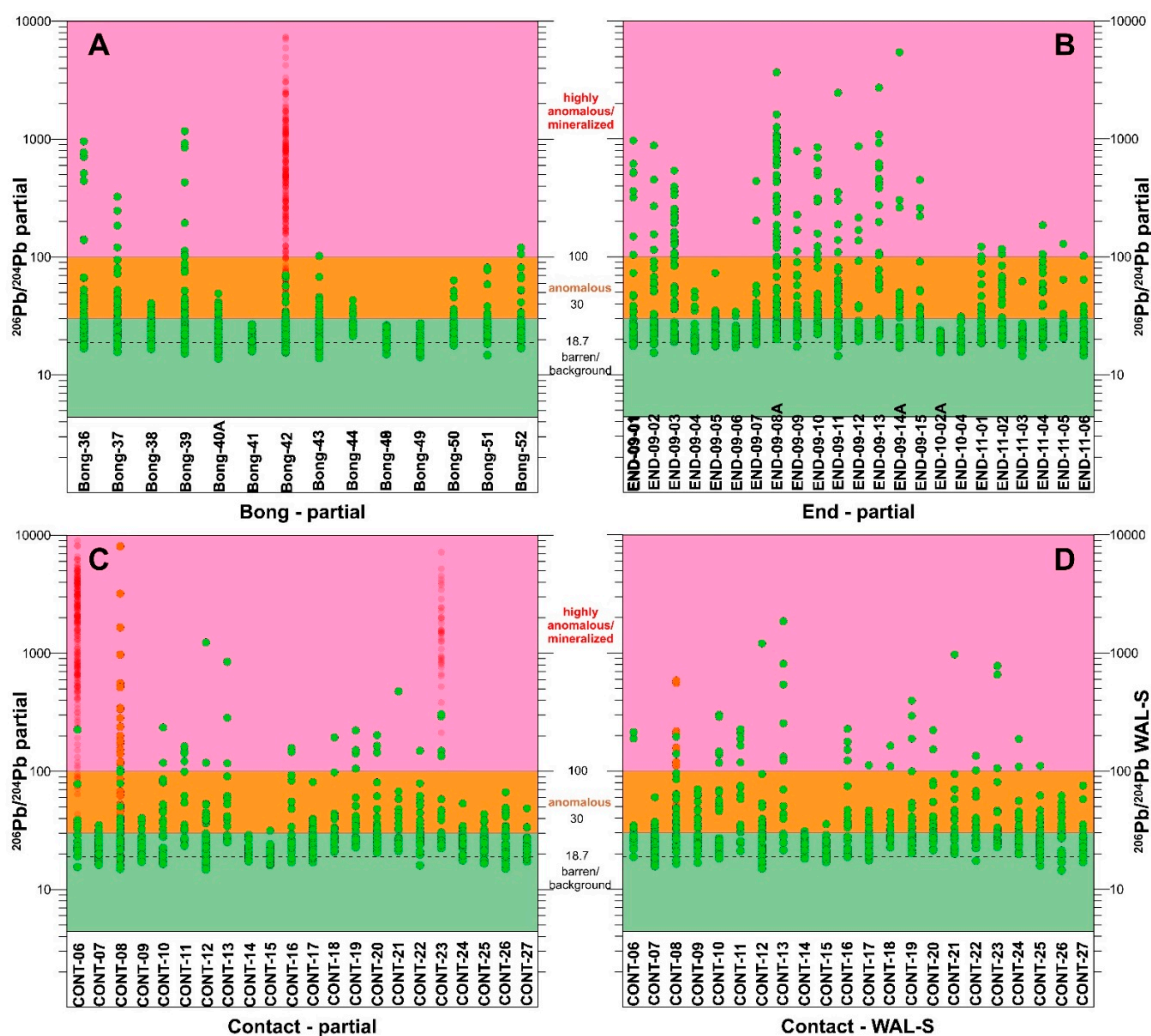 A
10000
1000
100
10
206Pb/204Pb partial
Bong-36
Bong-37
Bong-38
Bong-39
Bong-40A
Bong-41
Bong-42
Bong-43
Bong-44
Bong-49
Bong-50
Bong-51
Bong-52
Bong - partial
highly
anomalous/
mineralized
100
anomalous
30
18.7
barren/
background
B
10000
1000
100
10
206Pb/204Pb partial
END-09-01
END-09-02
END-09-03
END-09-04
END-09-05
END-09-06
END-09-07
END-09-08A
END-09-09
END-09-10
END-09-11
END-09-12
END-09-13
END-09-14A
END-09-15
END-10-02A
END-10-04
END-11-01
END-11-02
END-11-03
END-11-04
END-11-05
END-11-06
End - partial
C
10000
1000
100
10
206Pb/204Pb partial
CONT-06
CONT-07
CONT-08
CONT-09
CONT-10
CONT-11
CONT-12
CONT-13
CONT-14
CONT-15
CONT-16
CONT-17
CONT-18
CONT-19
CONT-20
CONT-21
CONT-22
CONT-23
CONT-24
CONT-25
CONT-26
CONT-27
Contact - partial
highly
anomalous/
mineralized
100
anomalous
30
18.7
barren/
background
D
10000
1000
100
10
206Pb/204Pb WAL-S
CONT-06
CONT-07
CONT-08
CONT-09
CONT-10
CONT-11
CONT-12
CONT-13
CONT-14
CONT-15
CONT-16
CONT-17
CONT-18
CONT-19
CONT-20
CONT-21
CONT-22
CONT-23
CONT-24
CONT-25
CONT-26
CONT-27
Contact - WAL-S